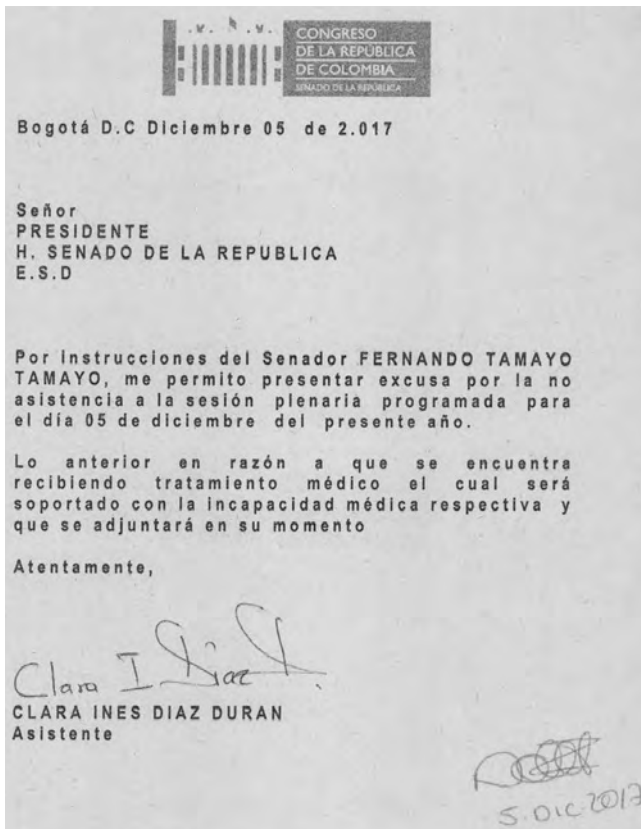 CONGRESO
DE LA REPÚBLICA
DE COLOMBIA
SENADO DE LA REPÚBLICA
Bogotá D.C Diciembre 05 de 2.017
Señor
PRESIDENTE
H. SENADO DE LA REPUBLICA
E.S.D
Por instrucciones del Senador FERNANDO TAMAYO
TAMAYO, me permito presentar excusa por la no
asistencia a la sesión plenaria programada para
el día 05 de diciembre del presente año.
Lo anterior en razón a que se encuentra
recibiendo tratamiento médico el cual será
soportado con la incapacidad médica respectiva y
que se adjuntará en su momento
Atentamente,
Clara I Diaz D.
CLARA INES DIAZ DURAN
Asistente
5. DIC 2017